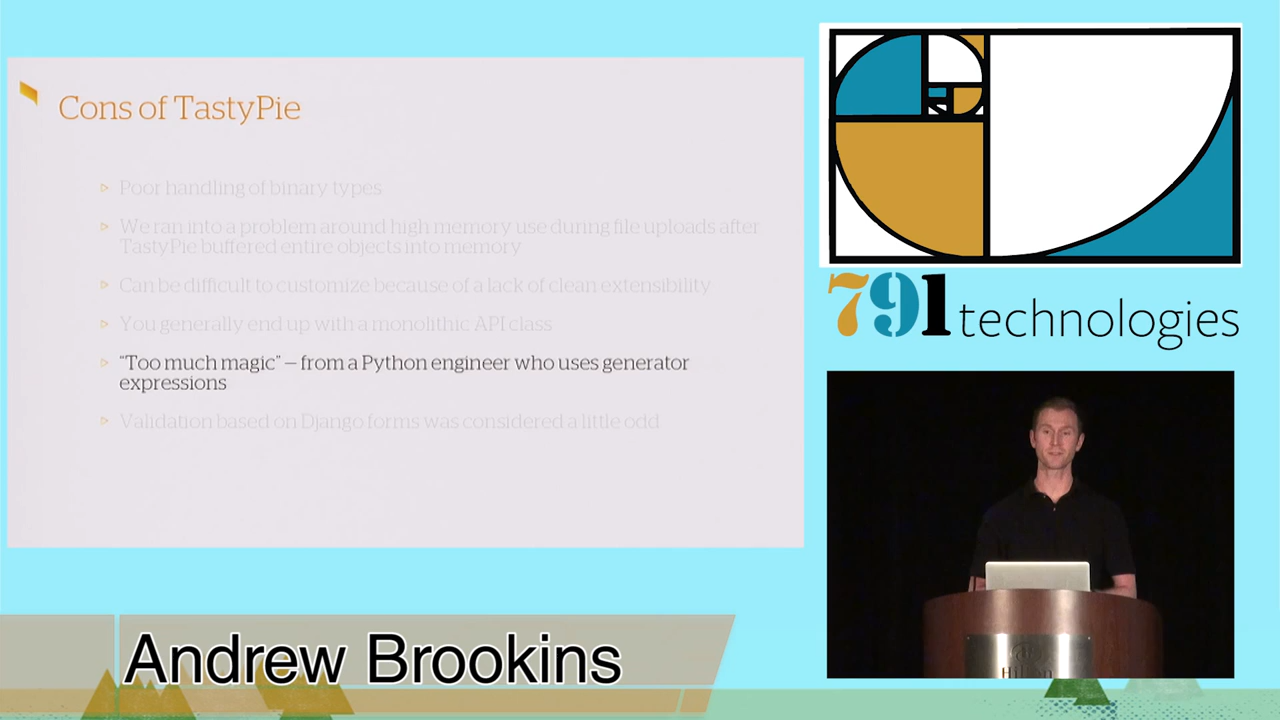 Cons of TastyPie
Poor handling of binary types
We ran into a problem around high memory use during file uploads after
TastyPie buffered entire objects into memory
Can be difficult to customize because of a lack of clean extensibility
You generally end up with a monolithic API class
"Too much magic" – from a Python engineer who uses generator
expressions
Validation based on Django forms was considered a little odd
791 technologies
Andrew Brookins